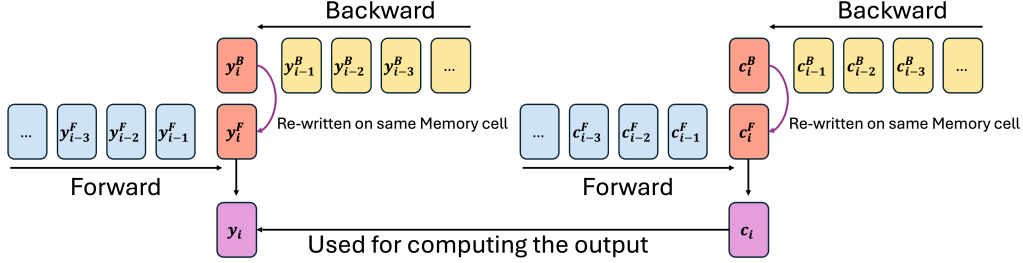 Backward
y_i^B y_{i-1}^B y_{i-2}^B y_{i-3}^B ...
... y_{i-3}^F y_{i-2}^F y_{i-1}^F y_i^F
Re-written on same Memory cell
Forward
y_i
Backward
c_i^B c_{i-1}^B c_{i-2}^B c_{i-3}^B ...
... c_{i-3}^F c_{i-2}^F c_{i-1}^F c_i^F
Re-written on same Memory cell
Forward
c_i
Used for computing the output